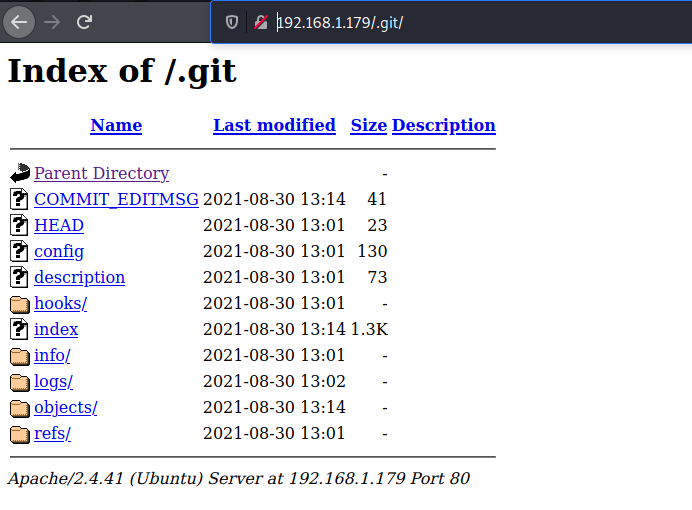 192.168.1.179/.git/
Index of /.git
Name Last modified Size Description
Parent Directory -
COMMIT_EDITMSG 2021-08-30 13:14 41
HEAD 2021-08-30 13:01 23
config 2021-08-30 13:01 130
description 2021-08-30 13:01 73
hooks/ 2021-08-30 13:01 -
index 2021-08-30 13:14 1.3K
info/ 2021-08-30 13:01 -
logs/ 2021-08-30 13:02 -
objects/ 2021-08-30 13:14 -
refs/ 2021-08-30 13:01 -
Apache/2.4.41 (Ubuntu) Server at 192.168.1.179 Port 80